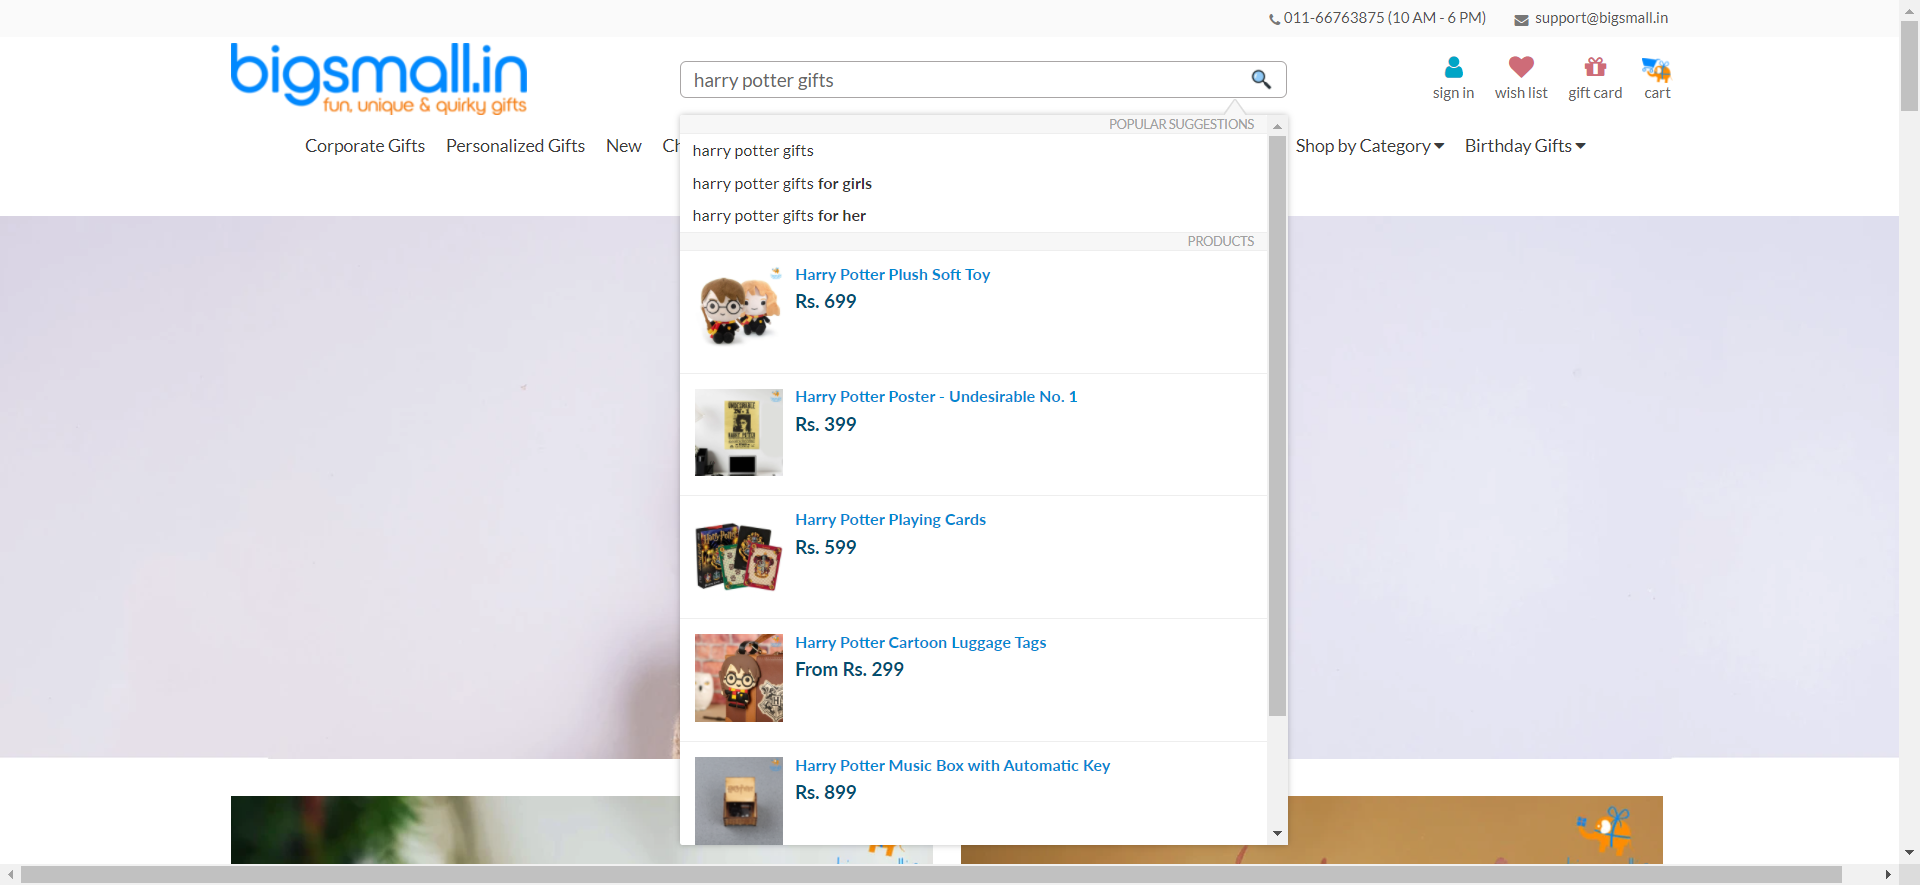 011-66763875 (10 AM - 6 PM)
support@bigsmall.in
bigsmall.in
fun, unique & quirky gifts
harry potter gifts
sign in
wish list
gift card
cart
Corporate Gifts
Personalized Gifts
New
Ch
Shop by Category
Birthday Gifts
POPULAR SUGGESTIONS
harry potter gifts
harry potter gifts for girls
harry potter gifts for her
PRODUCTS
Harry Potter Plush Soft Toy
Rs. 699
Harry Potter Poster - Undesirable No. 1
Rs. 399
Harry Potter Playing Cards
Rs. 599
Harry Potter Cartoon Luggage Tags
From Rs. 299
Harry Potter Music Box with Automatic Key
Rs. 899